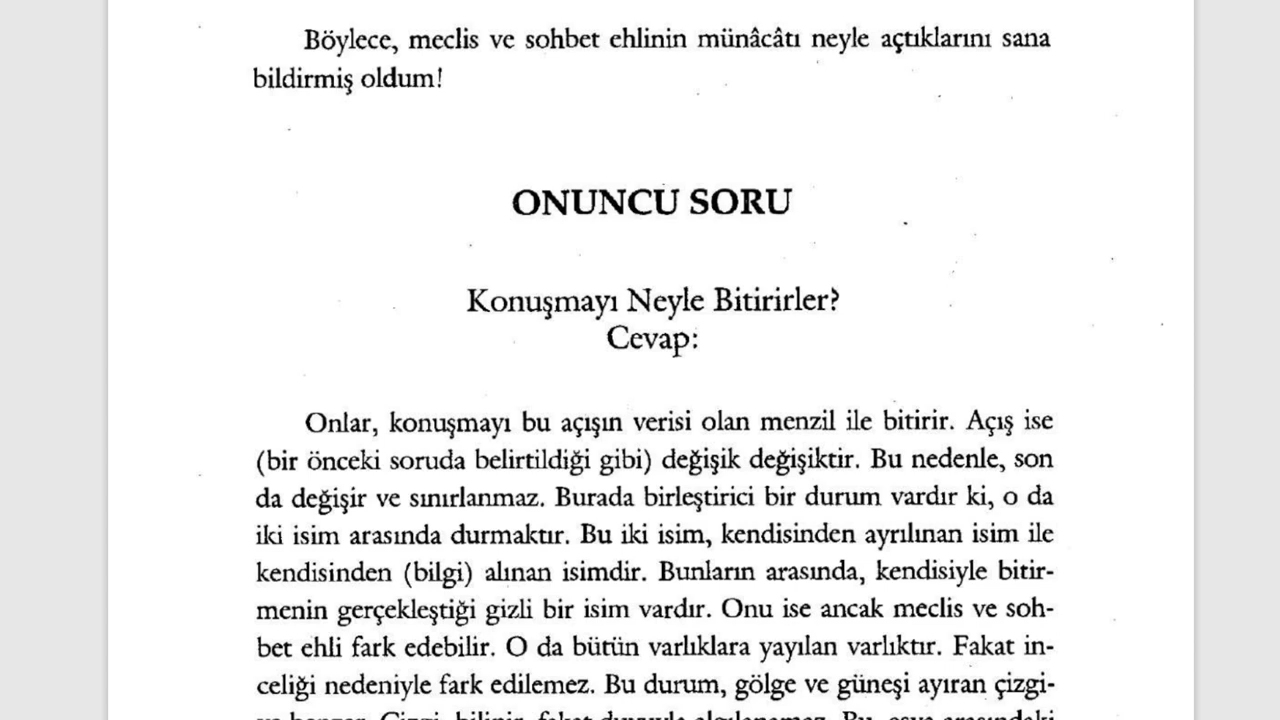 Böylece, meclis ve sohbet ehlinin münâcâtı neyle açtıklarını sana
bildirmiş oldum!
ONUNCU SORU
Konuşmayı Neyle Bitirirler?
Cevap:
Onlar, konuşmayı bu açışın verisi olan menzil ile bitirir. Açış ise
(bir önceki soruda belirtildiği gibi) değişik değişiktir. Bu nedenle, son
da değişir ve sınırlanmaz. Burada birleştirici bir durum vardır ki, o da
iki isim arasında durmaktır. Bu iki isim, kendisinden ayrılınan isim ile
kendisinden (bilgi) alınan isimdir. Bunların arasında, kendisiyle bitir-
menin gerçekleştiği gizli bir isim vardır. Onu ise ancak meclis ve soh-
bet ehli fark edebilir. O da bütün varlıklara yayılan varlıktır. Fakat in-
celiği nedeniyle fark edilemez. Bu durum, gölge ve güneşi ayıran çizgi-